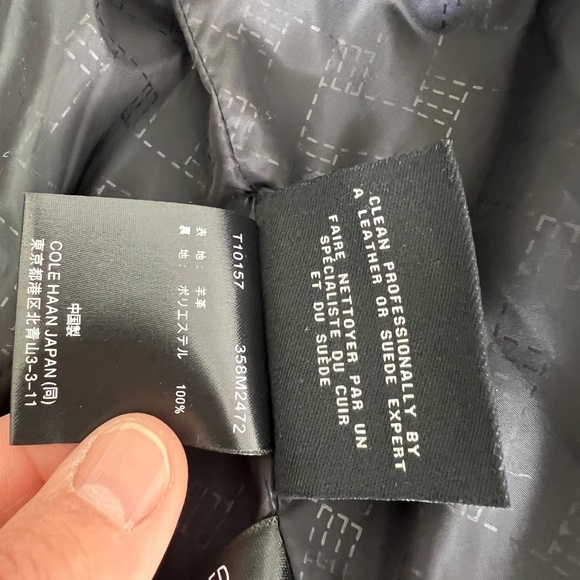 T10157 358M2472
表 地: 羊革
裏 地: ポリエステル 100%
中国製
COLE HAAN JAPAN (同)
東京都港区北青山3-3-11
CLEAN PROFESSIONALLY BY
A LEATHER OR SUEDE EXPERT
FAIRE NETTOYER PAR UN
SPÉCIALISTE DU CUIR
ET DU SUÈDE